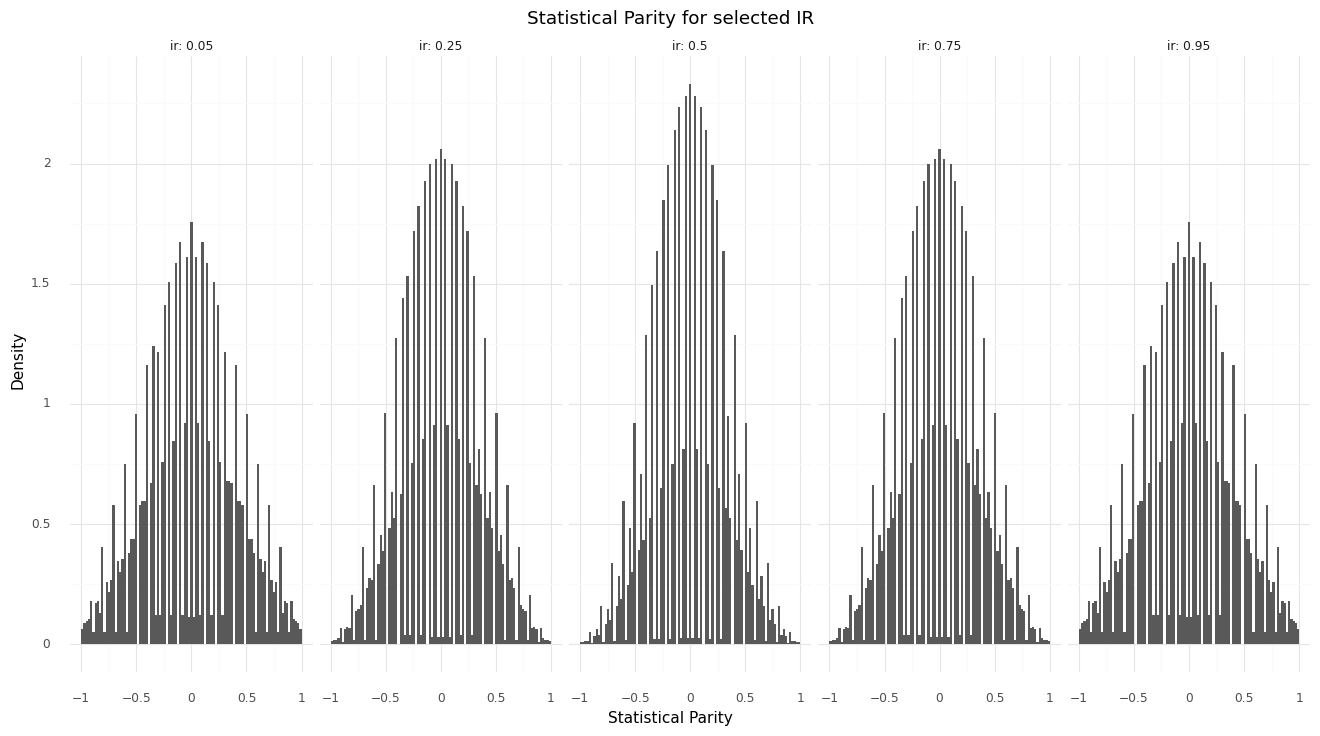 Statistical Parity for selected IR
ir: 0.05 ir: 0.25 ir: 0.5 ir: 0.75 ir: 0.95
2
1.5
1
0.5
0
Density
−1 −0.5 0 0.5 1 −1 −0.5 0 0.5 1 −1 −0.5 0 0.5 1 −1 −0.5 0 0.5 1 −1 −0.5 0 0.5 1
Statistical Parity